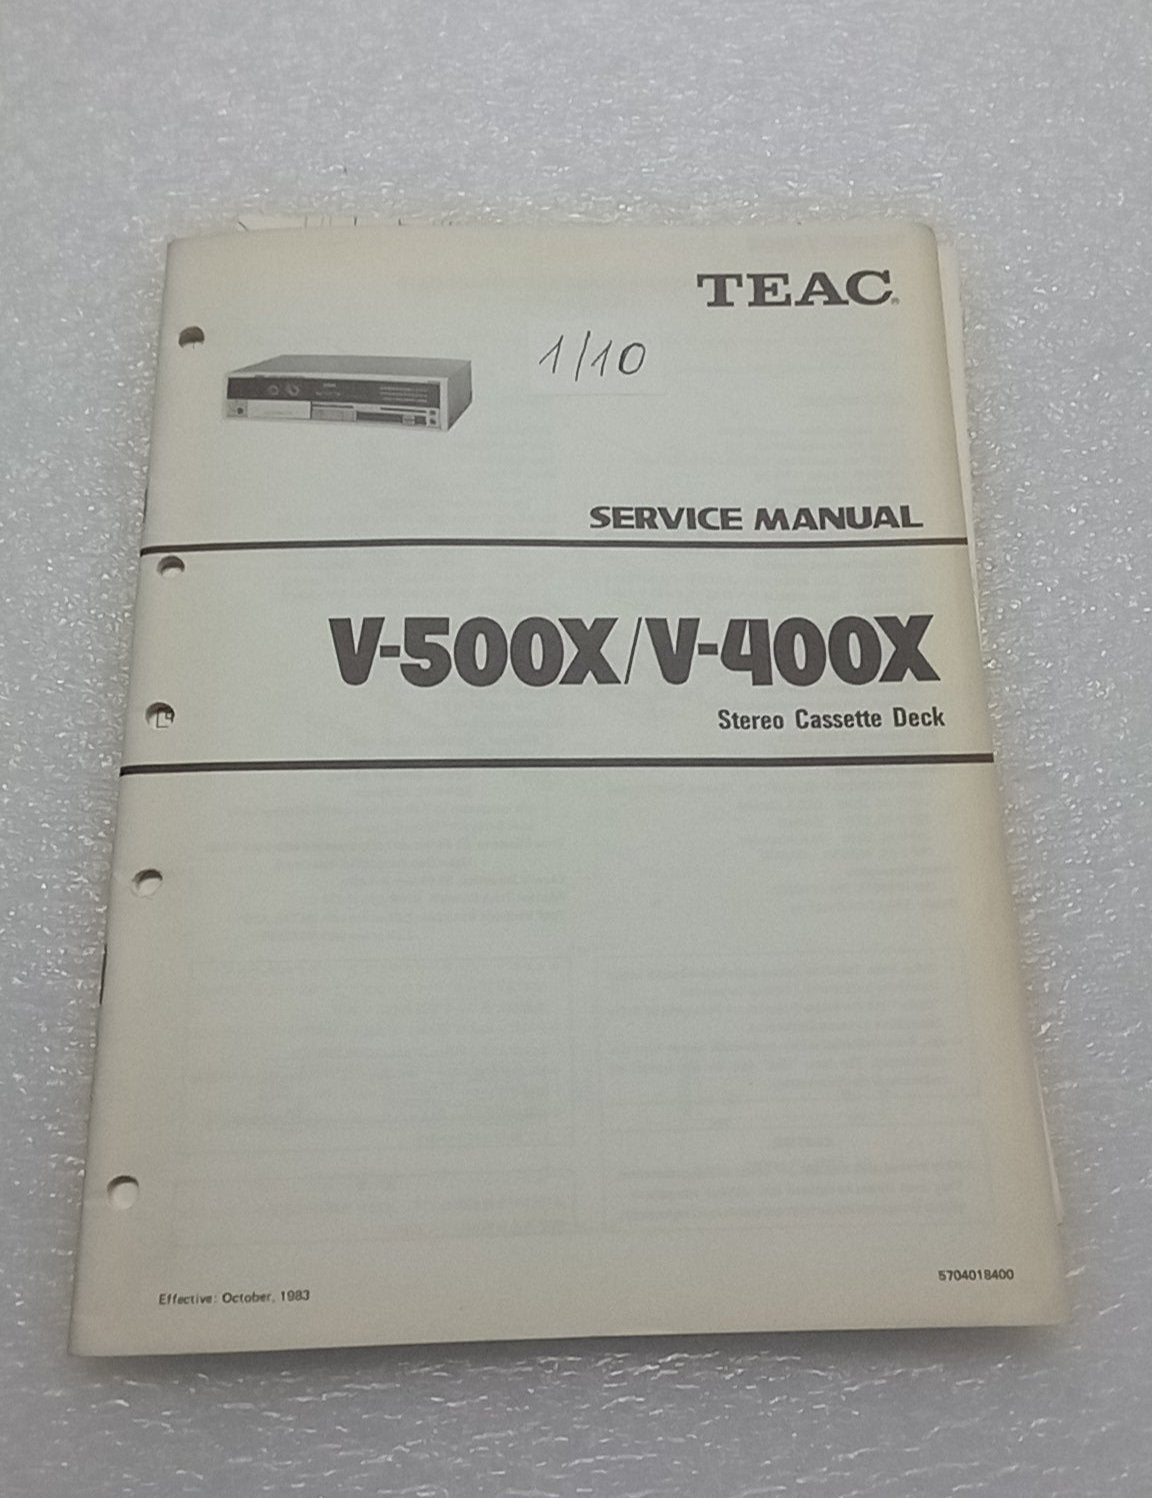 TEAC®
1/10
SERVICE MANUAL
V-500X/V-400X
Stereo Cassette Deck
5704018400
Effective: October, 1983